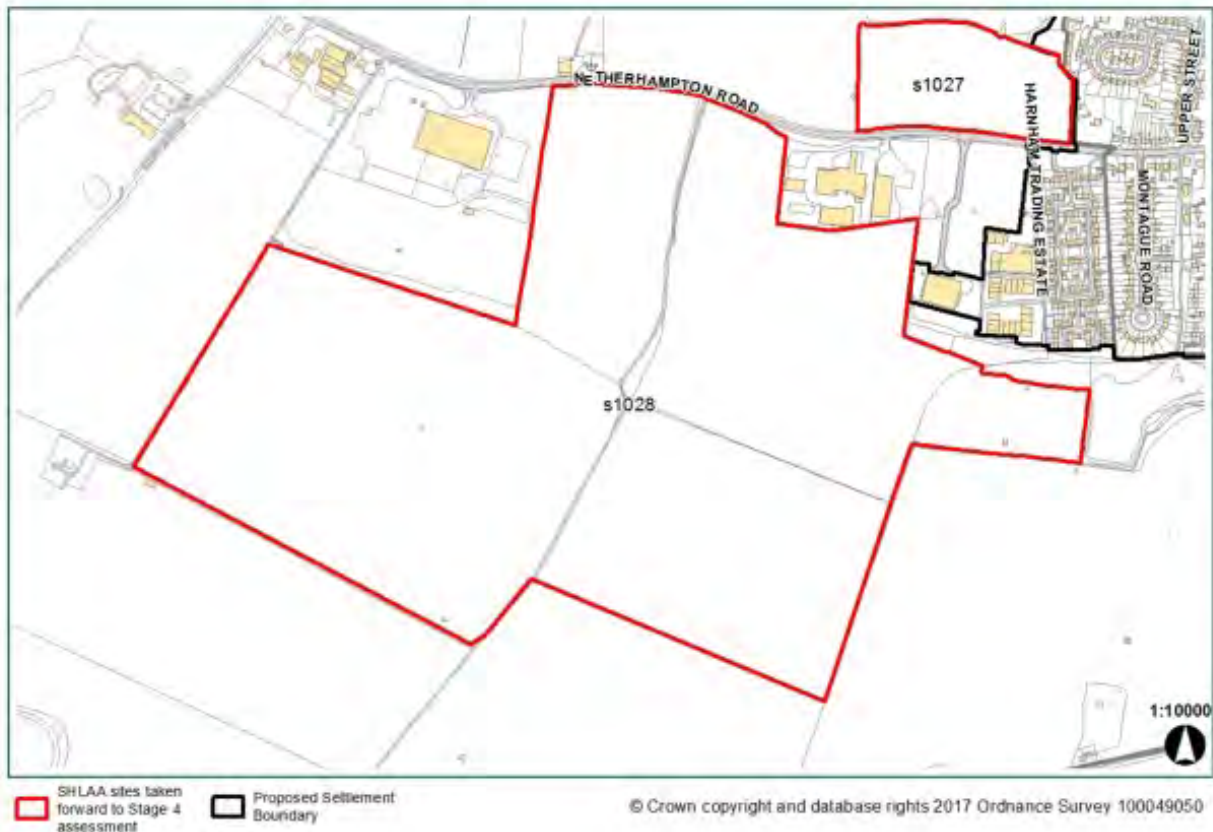 s1027
NETHERHAMPTON ROAD
UPPER STREET
HARNHAM TRADING ESTATE
MONTAGUE ROAD
s1028
1:10000
SHLAA sites taken
forward to Stage 4
assessment
Proposed Settlement
Boundary
© Crown copyright and database rights 2017 Ordnance Survey 100049050